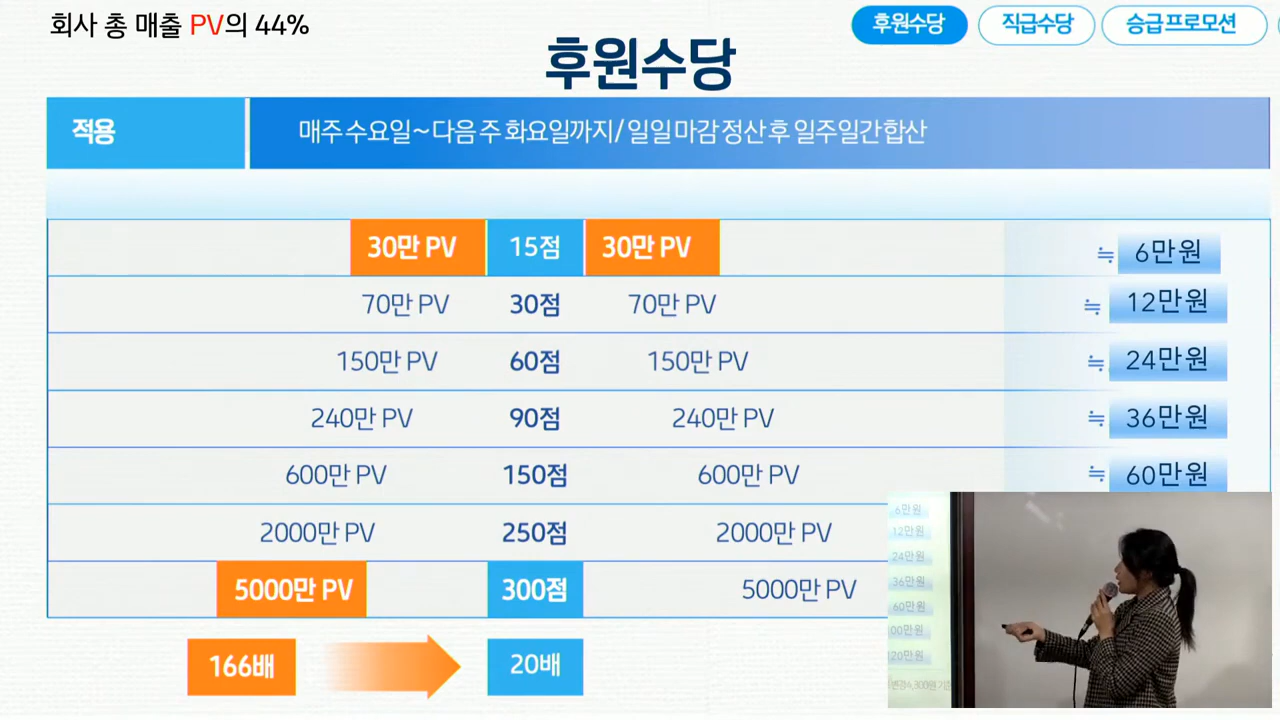 회사 총 매출 PV의 44%
후원수당 직급수당 승급프로모션
후원수당
적용 매주 수요일~다음 주 화요일까지/ 일일 마감 정산 후 일주일간 합산
30만 PV 15점 30만 PV ≒ 6만원
70만 PV 30점 70만 PV ≒ 12만원
150만 PV 60점 150만 PV ≒ 24만원
240만 PV 90점 240만 PV ≒ 36만원
600만 PV 150점 600만 PV ≒ 60만원
2000만 PV 250점 2000만 PV
5000만 PV 300점 5000만 PV
166배 20배
6만원
12만원
24만원
36만원
60만원
00만원
120만원